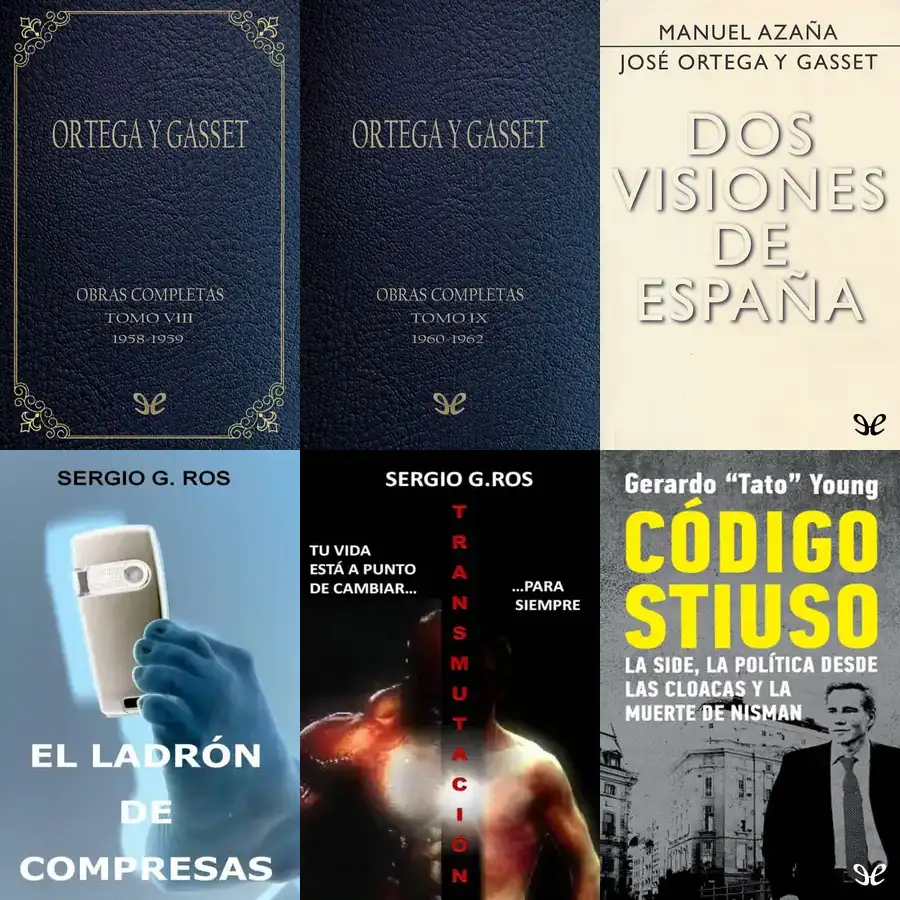 ORTEGA Y GASSET
OBRAS COMPLETAS
TOMO VIII
1958-1959
ORTEGA Y GASSET
OBRAS COMPLETAS
TOMO IX
1960-1962
MANUEL AZAÑA
JOSÉ ORTEGA Y GASSET
DOS
VISIONES
DE
ESPAÑA
SERGIO G. ROS
EL LADRÓN
DE
COMPRESAS
SERGIO G.ROS
TU VIDA
ESTÁ A PUNTO
DE CAMBIAR...
...PARA
SIEMPRE
TRANSMUTACIÓN
Gerardo “Tato” Young
CÓDIGO
STIUSO
LA SIDE, LA POLÍTICA DESDE
LAS CLOACAS Y LA
MUERTE DE NISMAN